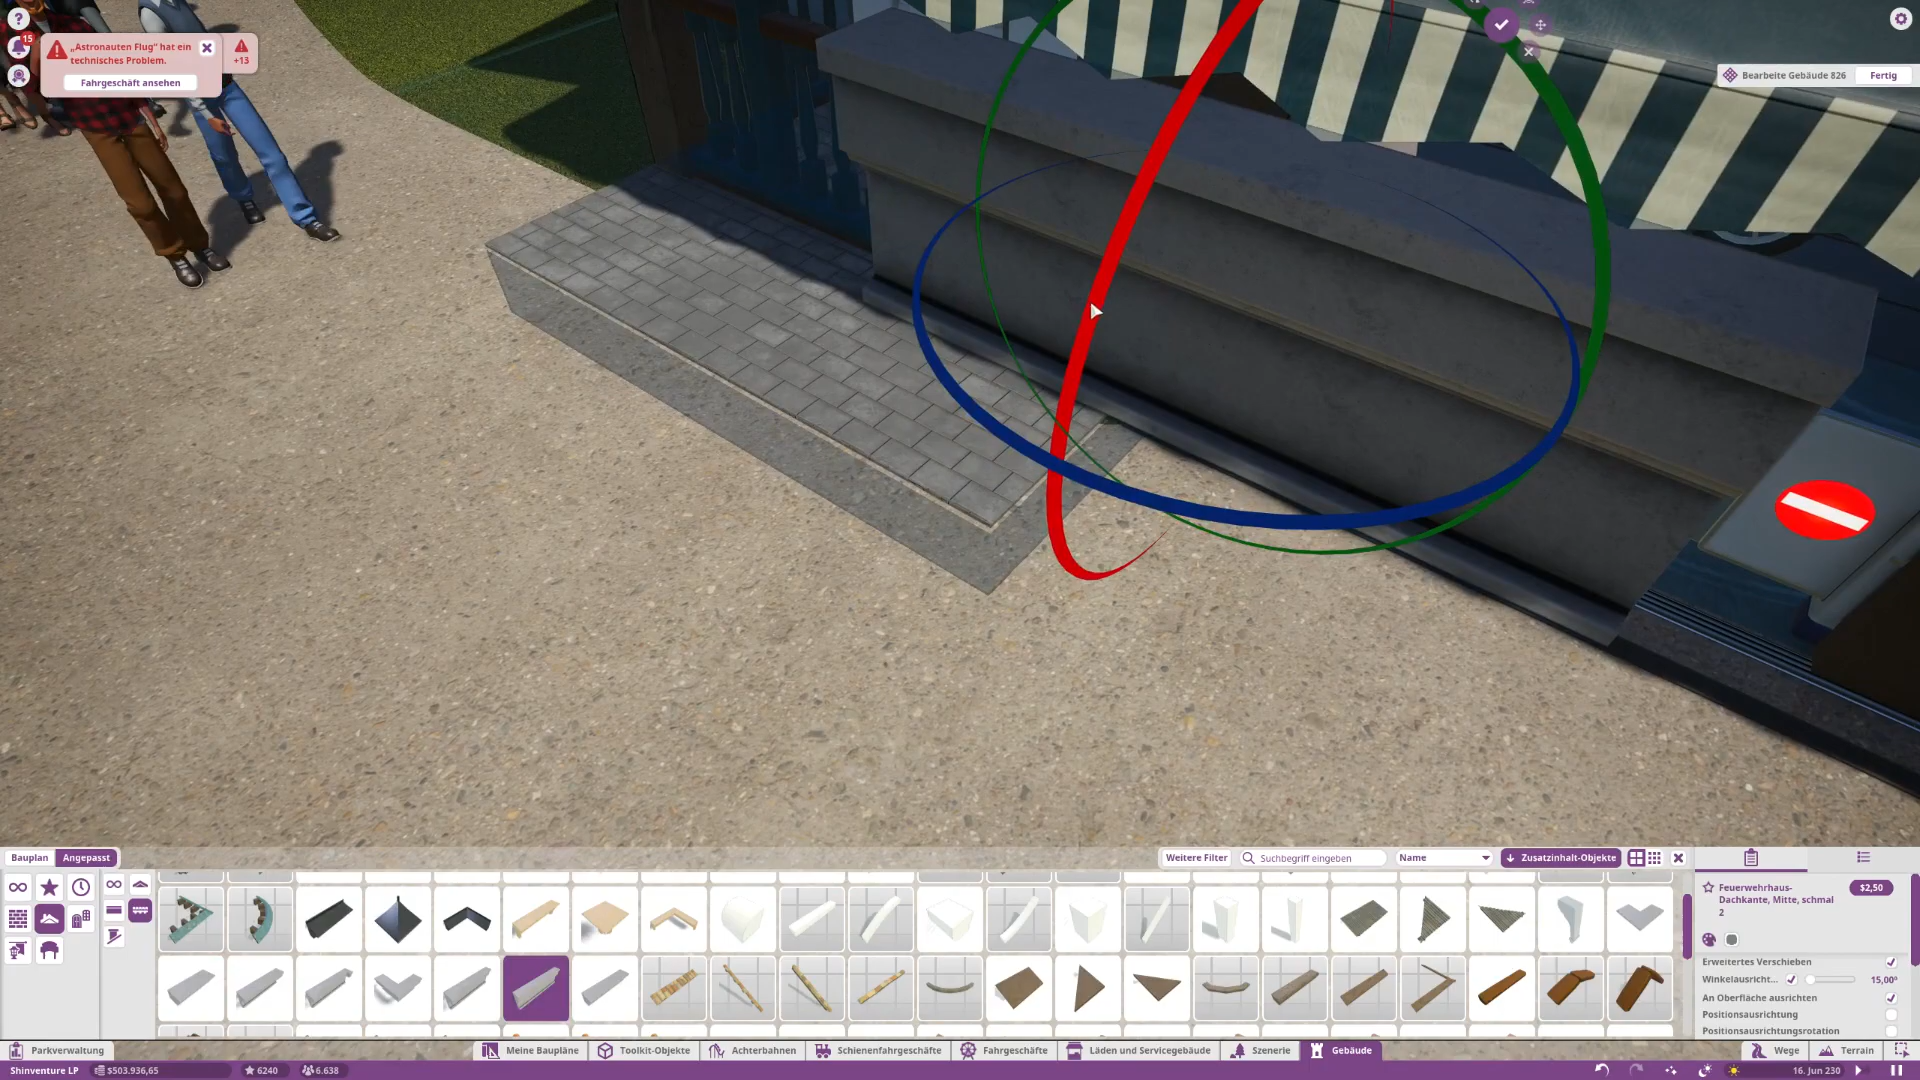 15
„Astronauten Flug“ hat ein
technisches Problem.
Fahrgeschäft ansehen
+13
Bearbeite Gebäude 826
Fertig
Bauplan
Angepasst
Weitere Filter
Suchbegriff eingeben
Name
Zusatzinhalt-Objekte
Feuerwehrhaus-
Dachkante, Mitte, schmal
2
$2,50
Erweitertes Verschieben
Winkelausricht...
15,00°
An Oberfläche ausrichten
Positionsausrichtung
Positionsausrichtungsrotation
Parkverwaltung
Meine Baupläne
Toolkit-Objekte
Achterbahnen
Schienenfahrgeschäfte
Fahrgeschäfte
Läden und Servicegebäude
Szenerie
Gebäude
Wege
Terrain
Shinventure LP
$503.936,65
6240
6.638
16. Jun 230